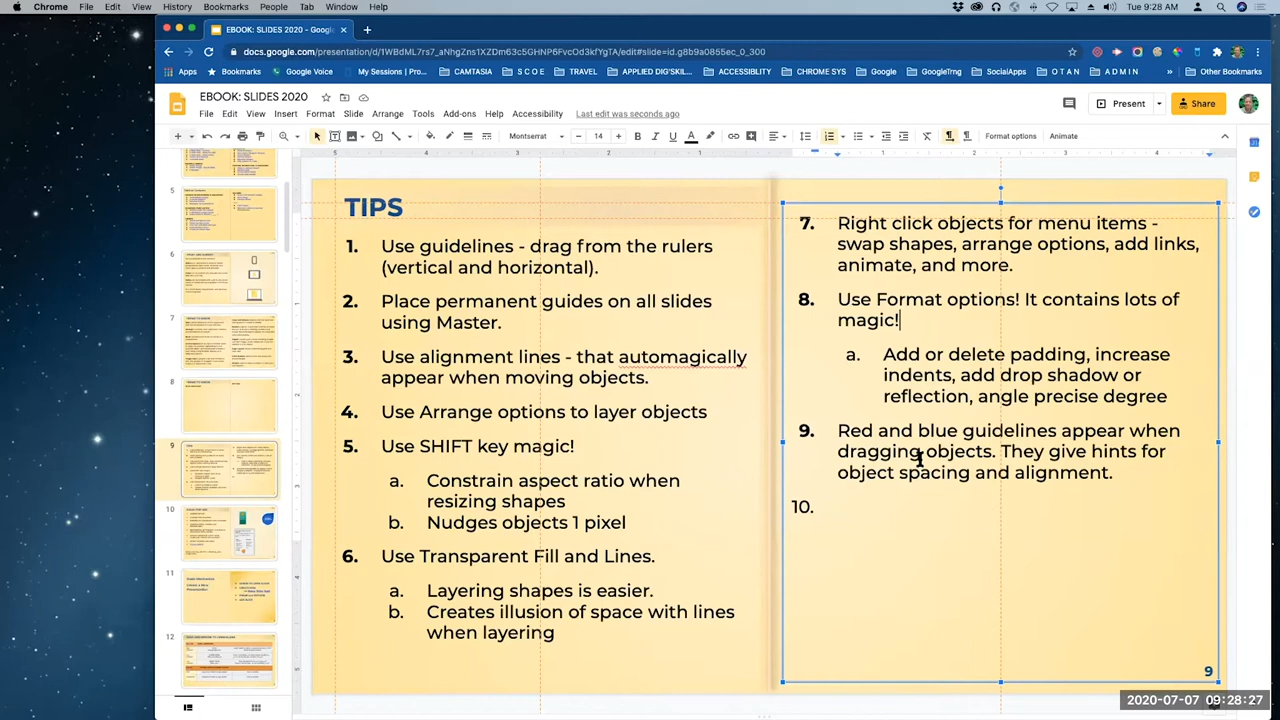 Chrome File Edit View History Bookmarks People Tab Window Help
Tue 9:28 AM
EBOOK: SLIDES 2020 - Google
docs.google.com/presentation/d/1WBdML7rs7_aNhgZns1XZDm63c5GHNP6FvcOd3kfYgTA/edit#slide=id.g8b9a0855ec_0_300
Apps Bookmarks Google Voice My Sessions | Pro... CAMTASIA S C O E TRAVEL APPLIED DIG'SKIL... ACCESSIBLITY CHROME SYS Google GoogleTrng SocialApps O T A N A D M I N » Other Bookmarks
EBOOK: SLIDES 2020
File Edit View Insert Format Slide Arrange Tools Add-ons Help Accessibility Last edit was seconds ago
Present Share
Montserrat 14 Format options Animate
TIPS
1. Use guidelines - drag from the rulers
(vertical and horizontal).
2. Place permanent guides on all slides
using Master.
3. Use alignment lines - that automagically
appear when moving objects.
4. Use Arrange options to layer objects
5. Use SHIFT key magic!
a. Constrain aspect ratio when
resizing shapes
b. Nudges objects 1 pixel
6. Use Transparent Fill and Lines.
a. Layering shapes is easier.
b. Creates illusion of space with lines
when layering
7. Right click objects for menu items -
swap shapes, arrange options, add links,
animate and more.
8. Use Format options! It contains lots of
magic!
a. Add or delete padding, increase
indents, add drop shadow or
reflection, angle precise degree
9. Red and blue guidelines appear when
dragging objects. They give hints for
object spacing and alignment.
10.
9
5
6
7
8
9
10
11
12
2020-07-07 09:28:27